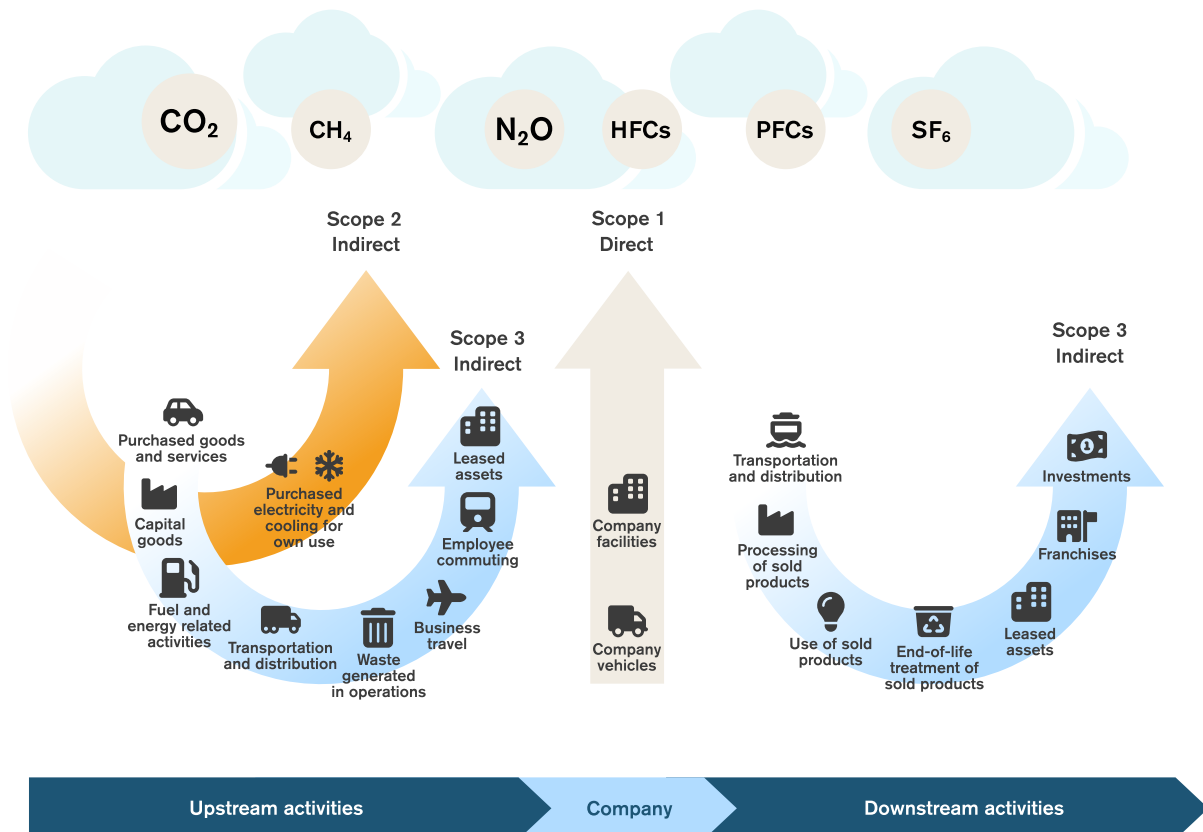 CO₂
CH₄
N₂O
HFCs
PFCs
SF₆
Scope 2
Indirect
Scope 1
Direct
Scope 3
Indirect
Scope 3
Indirect
Purchased goods
and services
Capital
goods
Fuel and
energy related
activities
Transportation
and distribution
Waste
generated
in operations
Business
travel
Employee
commuting
Leased
assets
Purchased
electricity and
cooling for
own use
Company
facilities
Company
vehicles
Transportation
and distribution
Processing
of sold
products
Use of sold
products
End-of-life
treatment of
sold products
Leased
assets
Franchises
1
Investments
Upstream activities
Company
Downstream activities